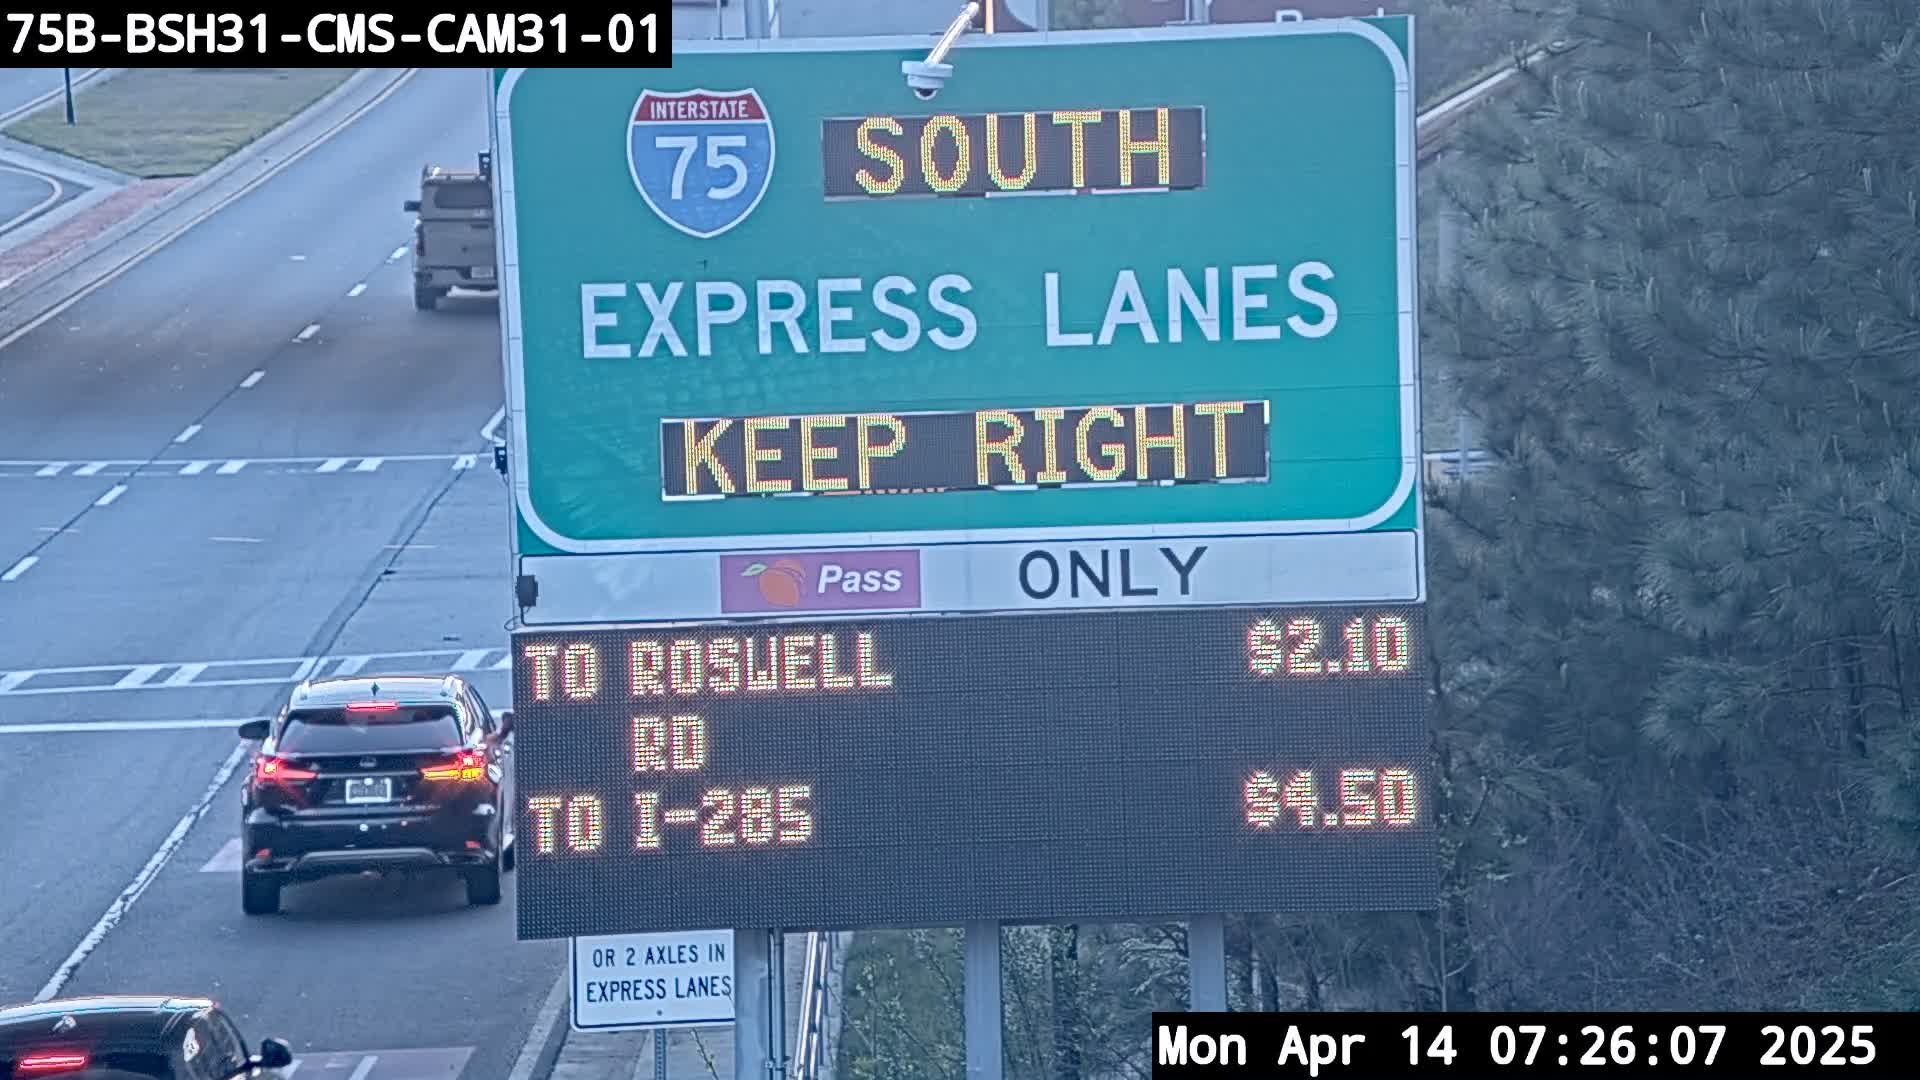 75B-BSH31-CMS-CAM31-01
INTERSTATE
75
SOUTH
EXPRESS LANES
KEEP RIGHT
Pass ONLY
TO ROSWELL $2.10
RD
TO I-285 $4.50
OR 2 AXLES IN
EXPRESS LANES
Mon Apr 14 07:26:07 2025